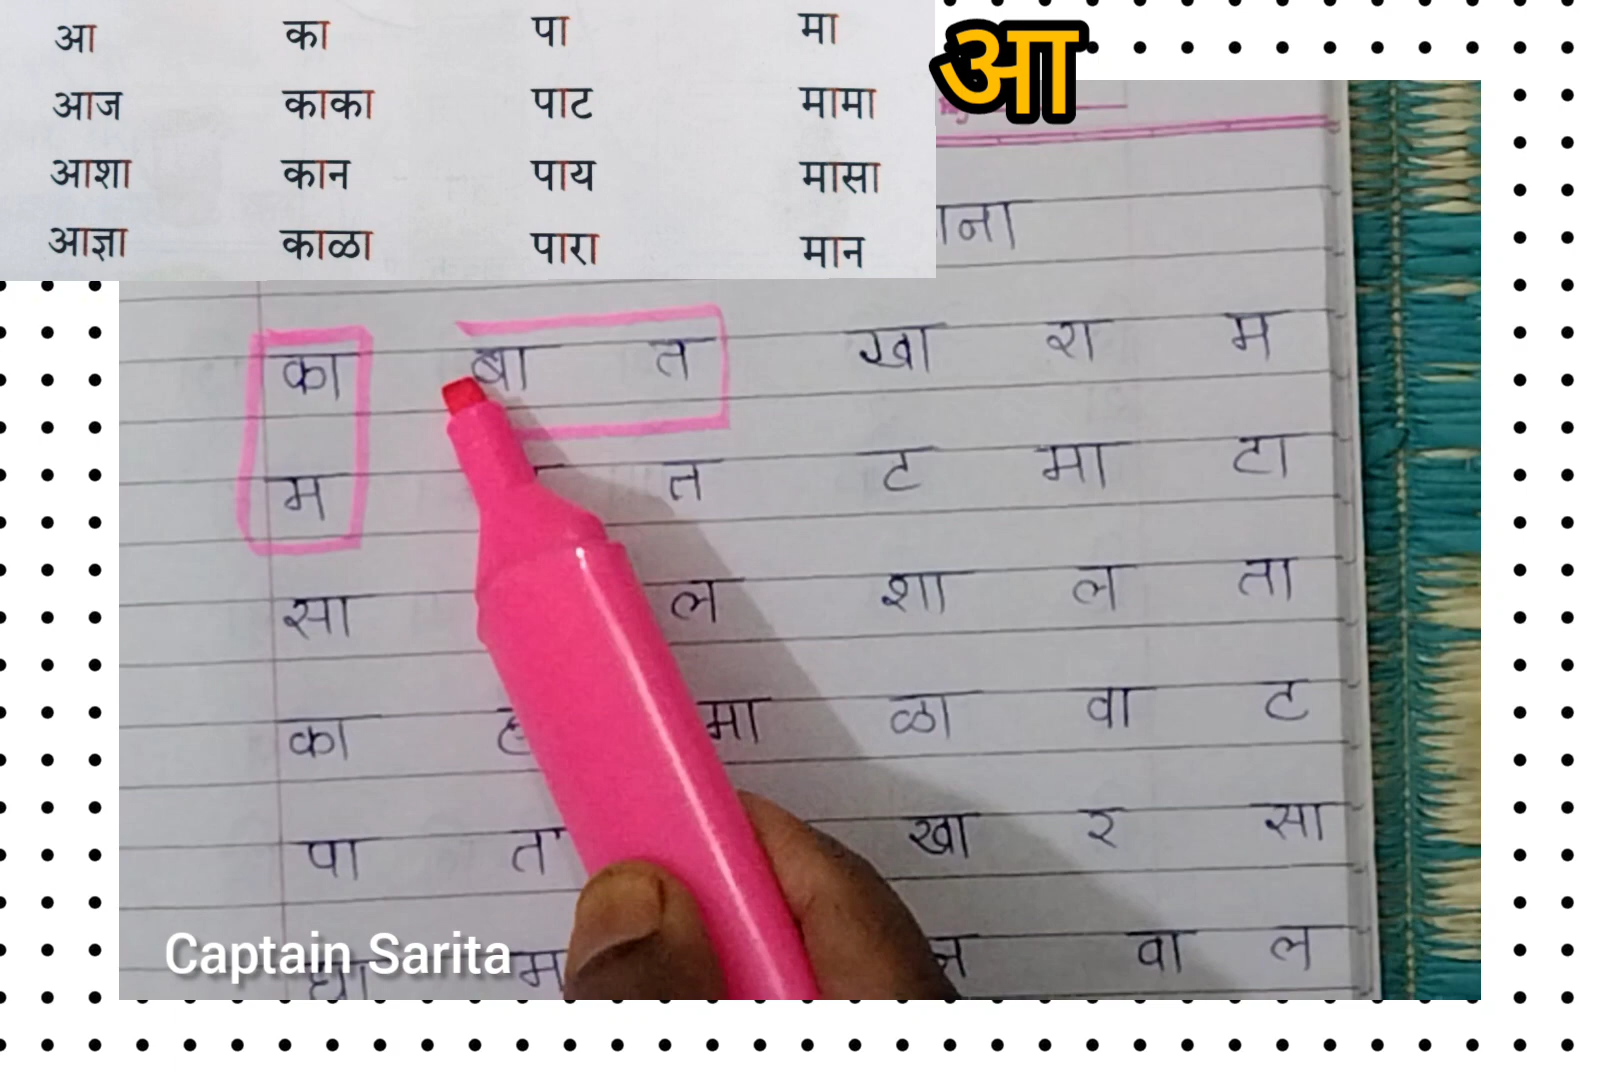 आ का पा मा
आ
आज काका पाट मामा
आशा कान पाय मासा
आज्ञा काळा पारा मान
ाना
का बा त खा रा म
म त ट मा टा
सा ल शा ल ता
का मा ळा वा ट
पा त खा र सा
Captain Sarita
म वा ल